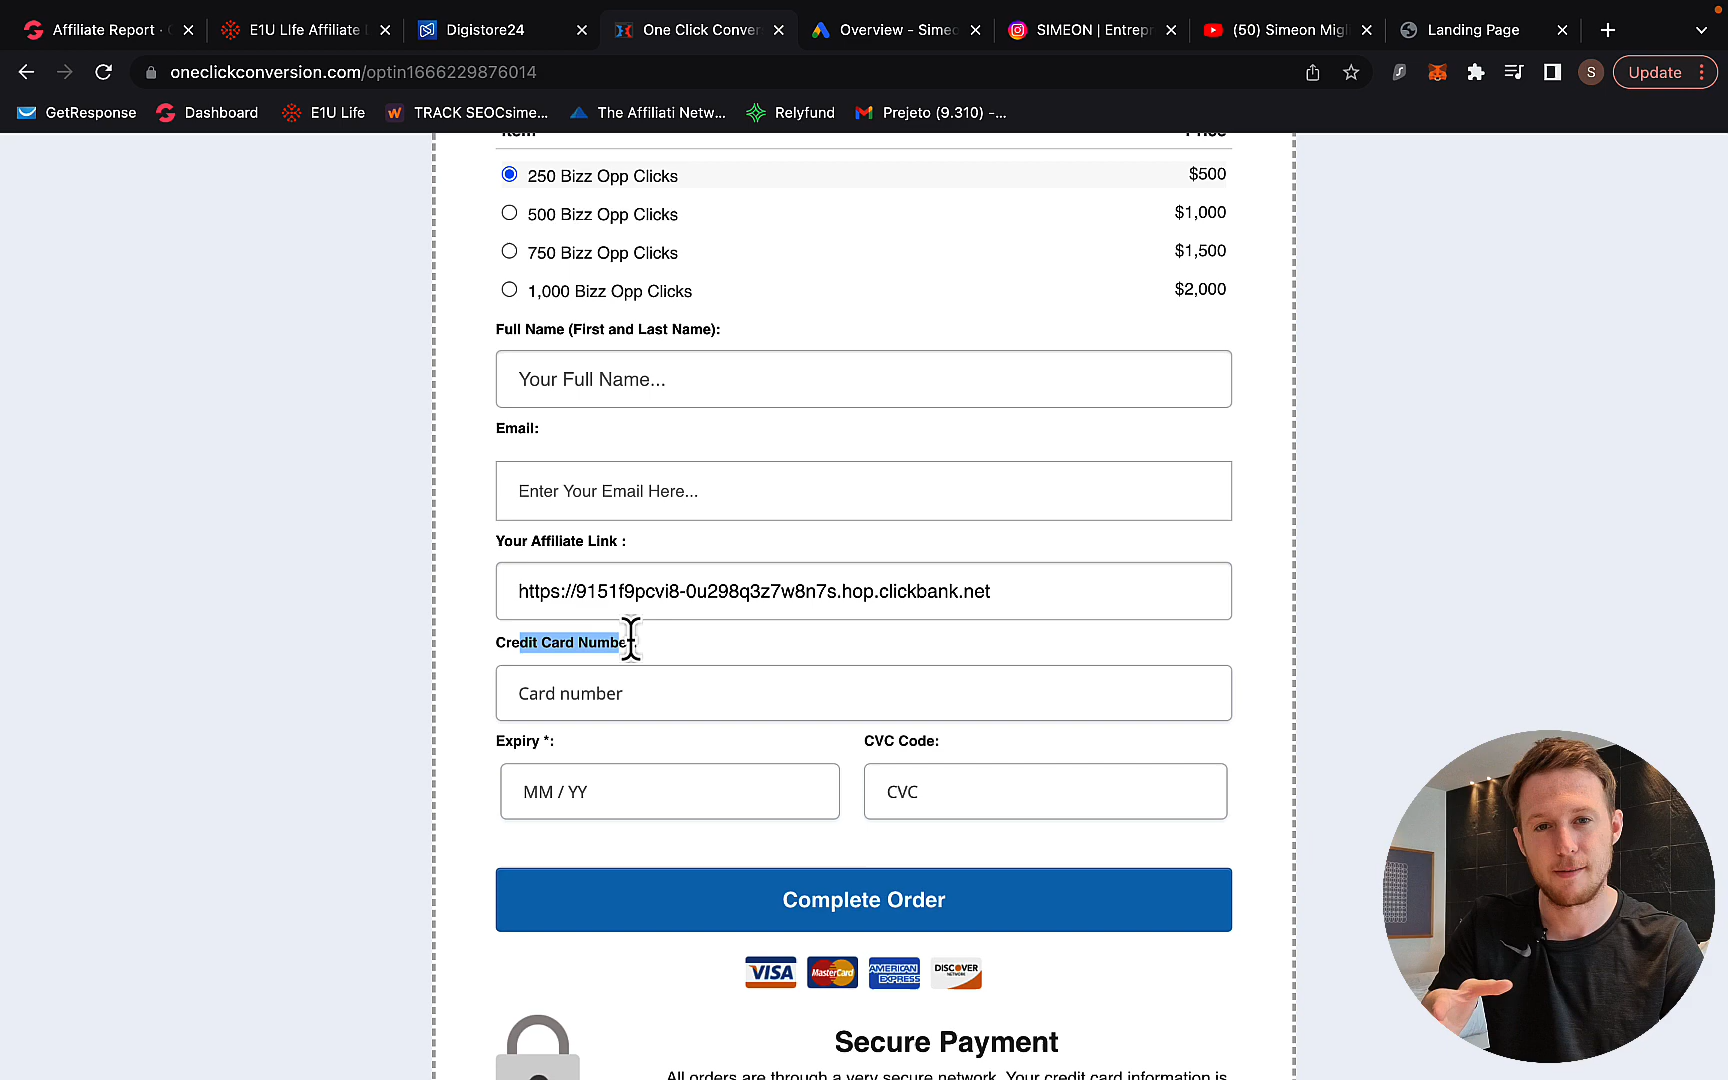 Affiliate Report ·
E1U LIfe Affiliate
Digistore24
One Click Conver
Overview - Simeo
SIMEON | Entrepr
(50) Simeon Migl
Landing Page
oneclickconversion.com/optin1666229876014
S
Update
GetResponse
Dashboard
E1U Life
TRACK SEOCsime...
The Affiliati Netw...
Relyfund
Prejeto (9.310) -...
Item Price
250 Bizz Opp Clicks $500
500 Bizz Opp Clicks $1,000
750 Bizz Opp Clicks $1,500
1,000 Bizz Opp Clicks $2,000
Full Name (First and Last Name):
Your Full Name...
Email:
Enter Your Email Here...
Your Affiliate Link :
https://9151f9pcvi8-0u298q3z7w8n7s.hop.clickbank.net
Credit Card Number:
Card number
Expiry *: CVC Code:
MM / YY CVC
Complete Order
VISA MasterCard AMERICAN EXPRESS DISCOVER NETWORK
Secure Payment
All orders are through a very secure network. Your credit card information is